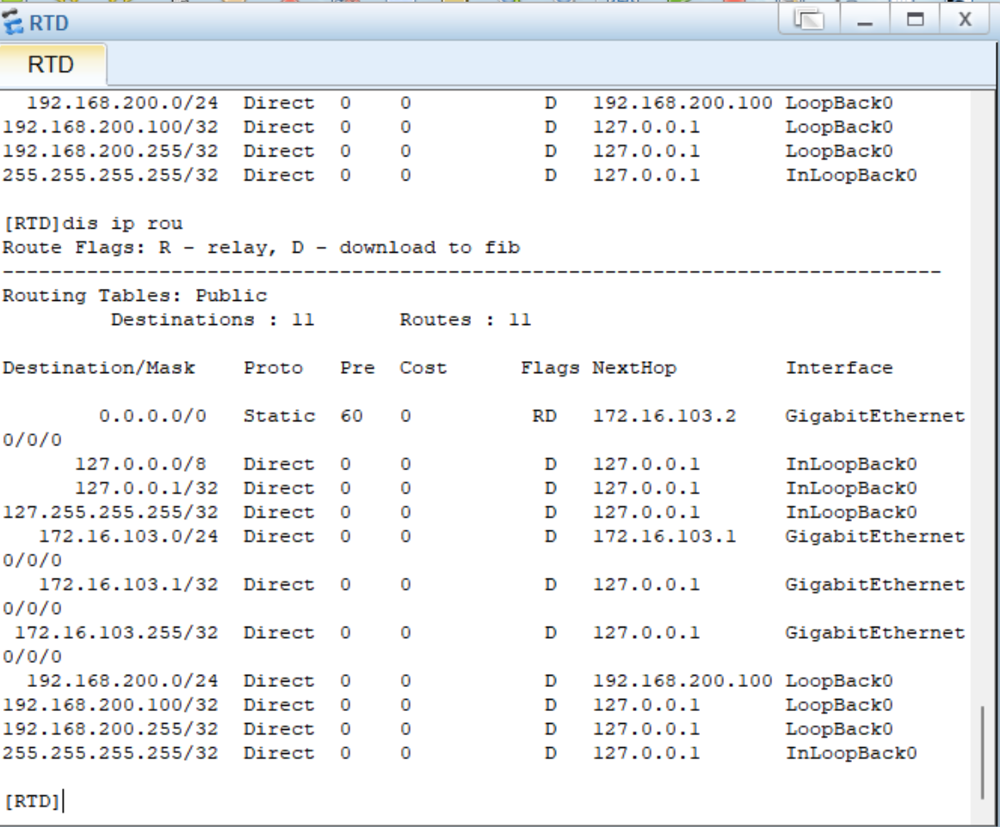 RTD
X
RTD
192.168.200.0/24 Direct 0 0 D 192.168.200.100 LoopBack0
192.168.200.100/32 Direct 0 0 D 127.0.0.1 LoopBack0
192.168.200.255/32 Direct 0 0 D 127.0.0.1 LoopBack0
255.255.255.255/32 Direct 0 0 D 127.0.0.1 InLoopBack0
[RTD]dis ip rou
Route Flags: R - relay, D - download to fib
------------------------------------------------------------------------------
Routing Tables: Public
Destinations : 11 Routes : 11
Destination/Mask Proto Pre Cost Flags NextHop Interface
0.0.0.0/0 Static 60 0 RD 172.16.103.2 GigabitEthernet
0/0/0
127.0.0.0/8 Direct 0 0 D 127.0.0.1 InLoopBack0
127.0.0.1/32 Direct 0 0 D 127.0.0.1 InLoopBack0
127.255.255.255/32 Direct 0 0 D 127.0.0.1 InLoopBack0
172.16.103.0/24 Direct 0 0 D 172.16.103.1 GigabitEthernet
0/0/0
172.16.103.1/32 Direct 0 0 D 127.0.0.1 GigabitEthernet
0/0/0
172.16.103.255/32 Direct 0 0 D 127.0.0.1 GigabitEthernet
0/0/0
192.168.200.0/24 Direct 0 0 D 192.168.200.100 LoopBack0
192.168.200.100/32 Direct 0 0 D 127.0.0.1 LoopBack0
192.168.200.255/32 Direct 0 0 D 127.0.0.1 LoopBack0
255.255.255.255/32 Direct 0 0 D 127.0.0.1 InLoopBack0
[RTD]